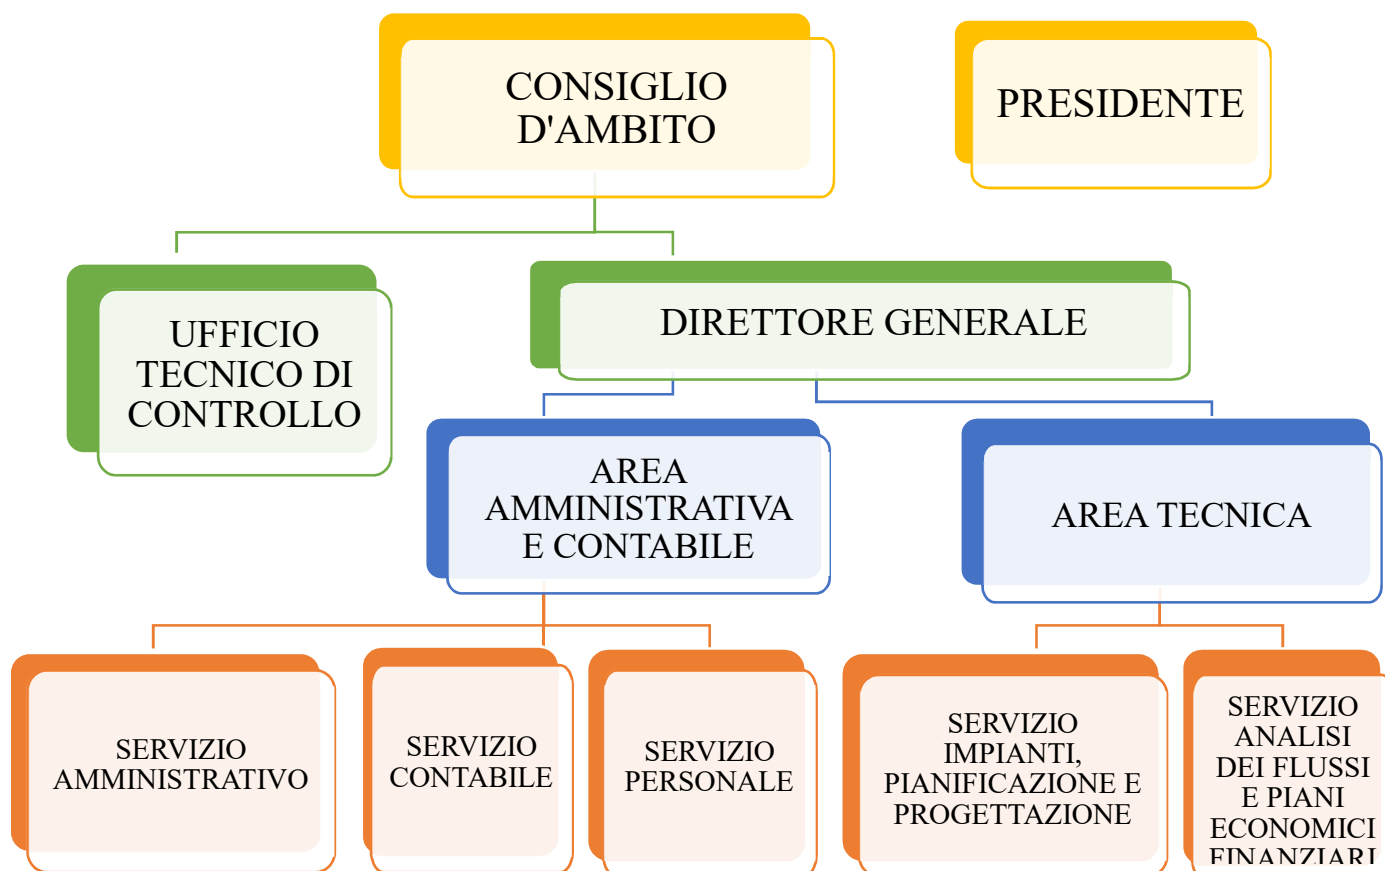 CONSIGLIO
D'AMBITO
PRESIDENTE
UFFICIO
TECNICO DI
CONTROLLO
DIRETTORE GENERALE
AREA
AMMINISTRATIVA
E CONTABILE
AREA TECNICA
SERVIZIO
AMMINISTRATIVO
SERVIZIO
CONTABILE
SERVIZIO
PERSONALE
SERVIZIO
IMPIANTI,
PIANIFICAZIONE E
PROGETTAZIONE
SERVIZIO
ANALISI
DEI FLUSSI
E PIANI
ECONOMICI
FINANZIARI